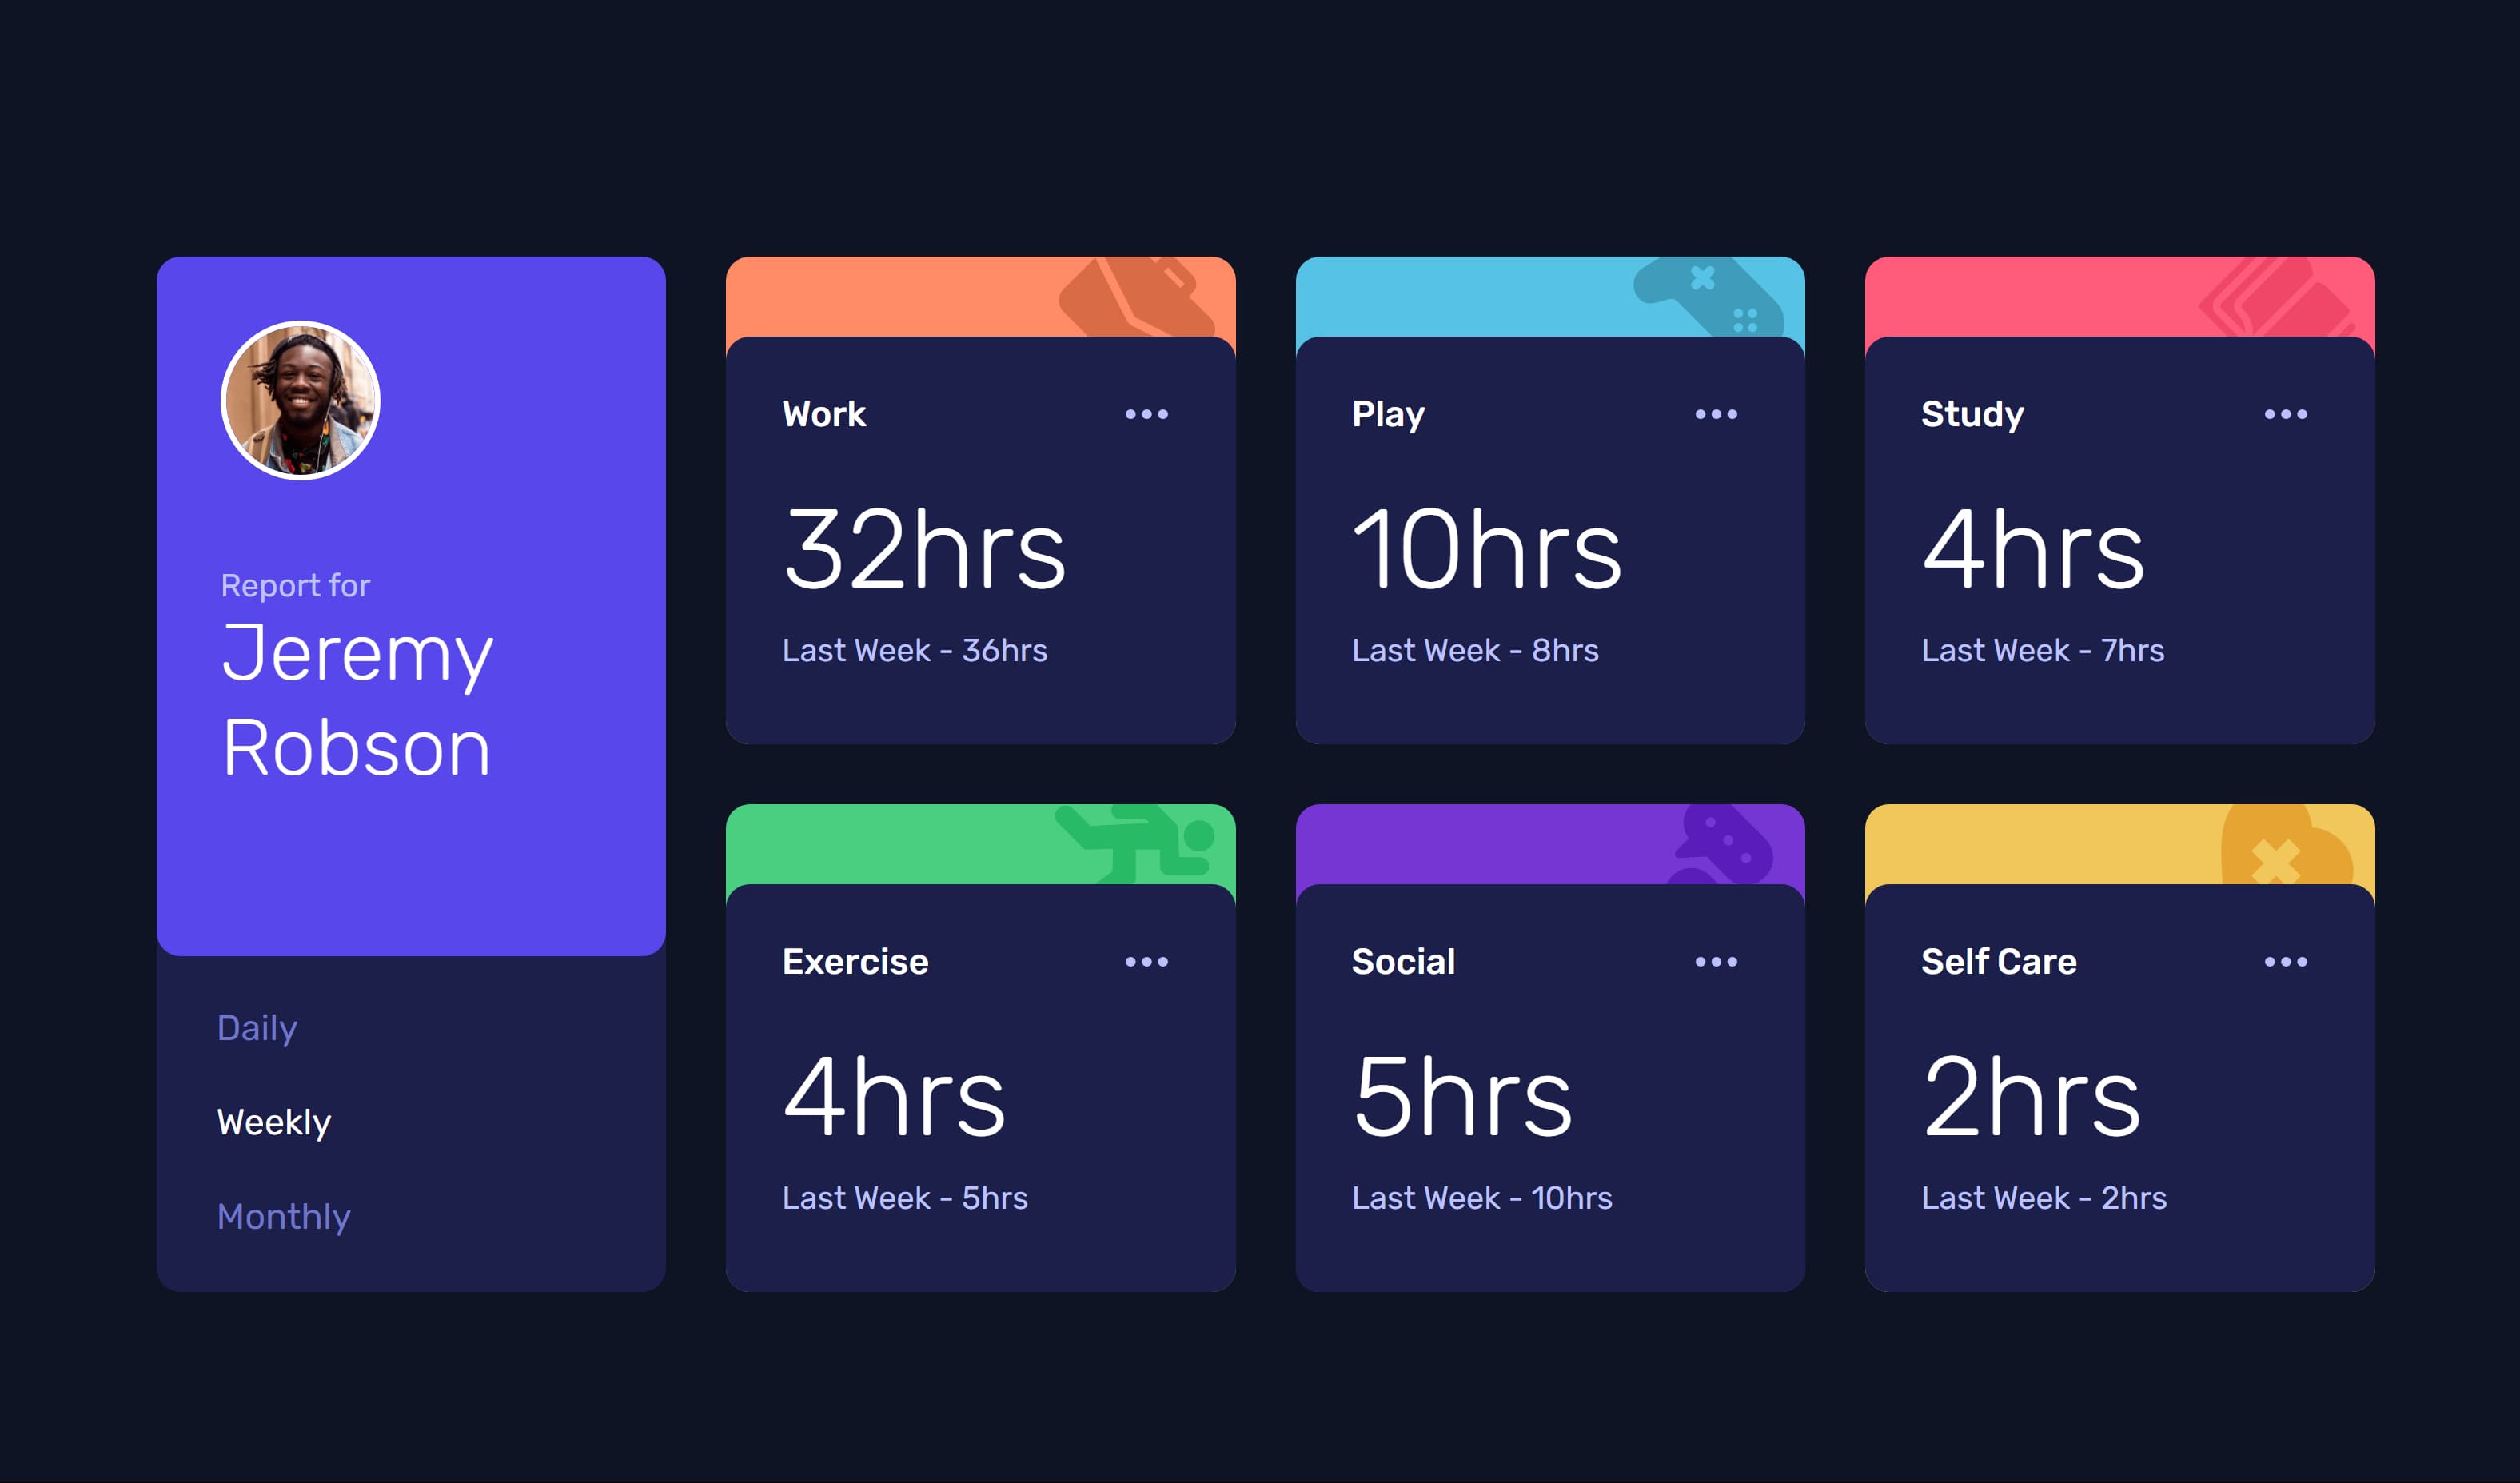 Report for
Jeremy
Robson
Daily
Weekly
Monthly
Work
32hrs
Last Week - 36hrs
Play
10hrs
Last Week - 8hrs
Study
4hrs
Last Week - 7hrs
Exercise
4hrs
Last Week - 5hrs
Social
5hrs
Last Week - 10hrs
Self Care
2hrs
Last Week - 2hrs